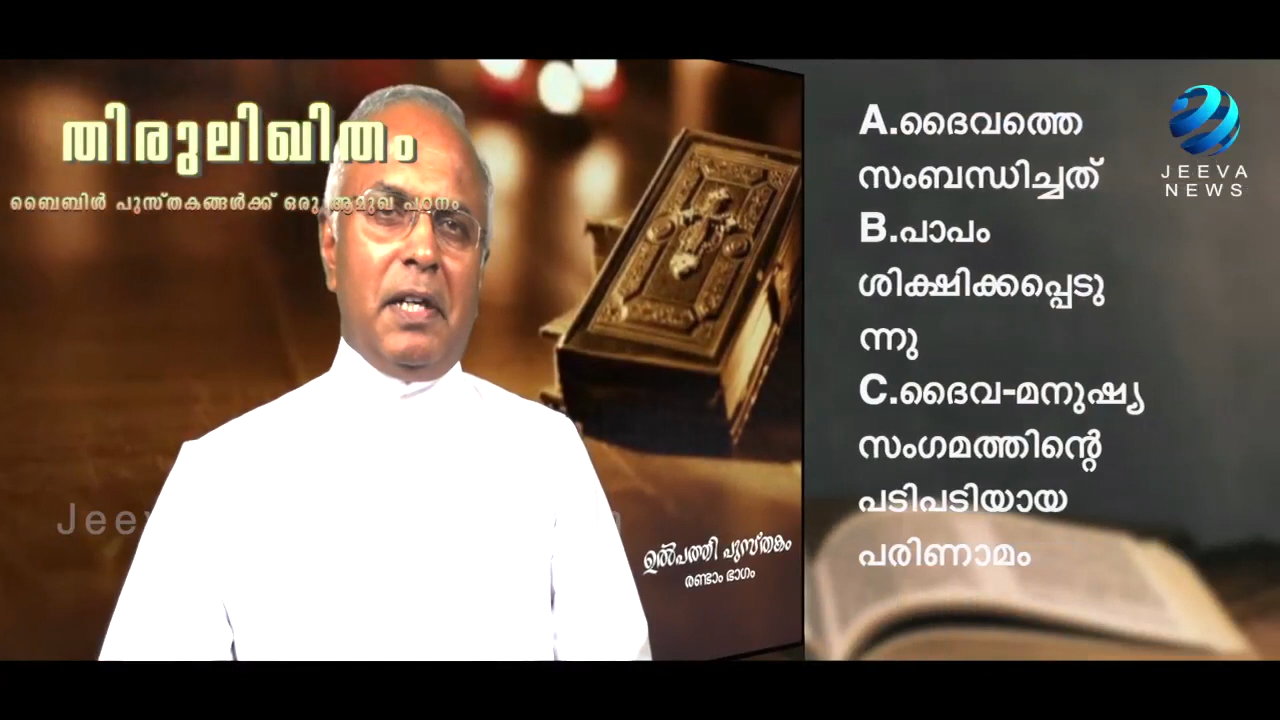 തിരുലിഖിതം
ബൈബിൾ പുസ്തകങ്ങൾക്ക് ഒരു ആമുഖ പഠനം
ഉൽപത്തി പുസ്തകം
രണ്ടാം ഭാഗം
A.ദൈവത്തെ
സംബന്ധിച്ചത്
B.പാപം
ശിക്ഷിക്കപ്പെടു
ന്നു
C.ദൈവ-മനുഷ്യ
സംഗമത്തിന്റെ
പടിപടിയായ
പരിണാമം
JEEVA
NEWS